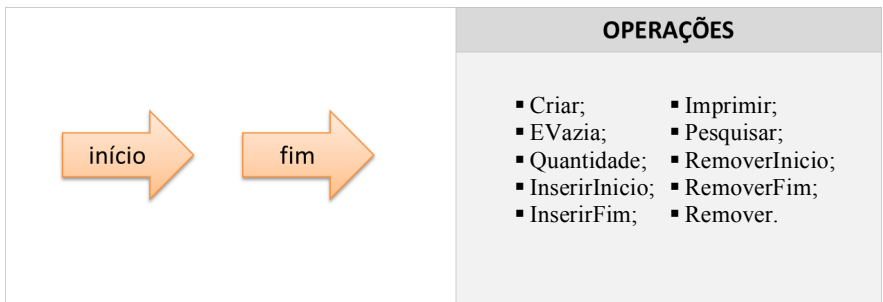 início
fim
OPERAÇÕES
▪ Criar;
▪ EVazia;
▪ Quantidade;
▪ InserirInicio;
▪ InserirFim;
▪ Imprimir;
▪ Pesquisar;
▪ RemoverInicio;
▪ RemoverFim;
▪ Remover.